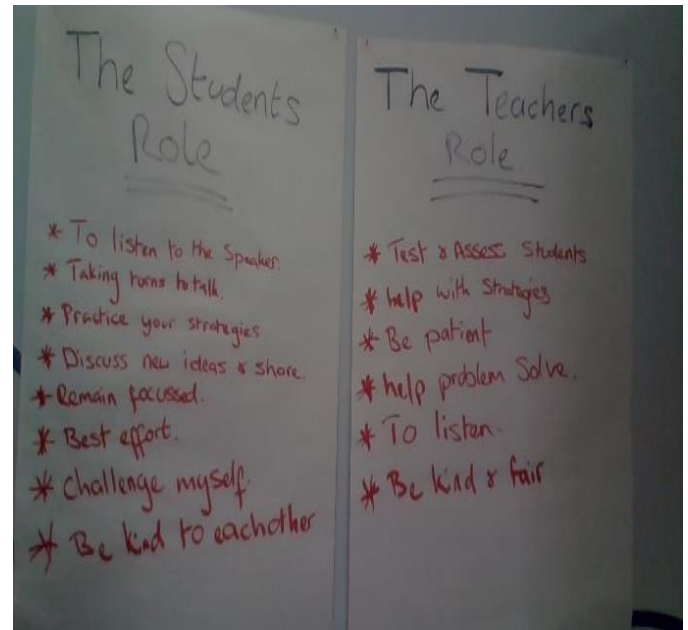 The Students
Role
* To listen to the Speaker.
* Taking turns to talk.
* Practice your strategies
* Discuss new ideas & share.
* Remain focussed.
* Best effort.
* Challenge myself.
* Be kind to eachother
The Teachers
Role
* Test & Assess Students
* help with Strategies
* Be patient
* help problem Solve.
* To listen.
* Be kind & fair